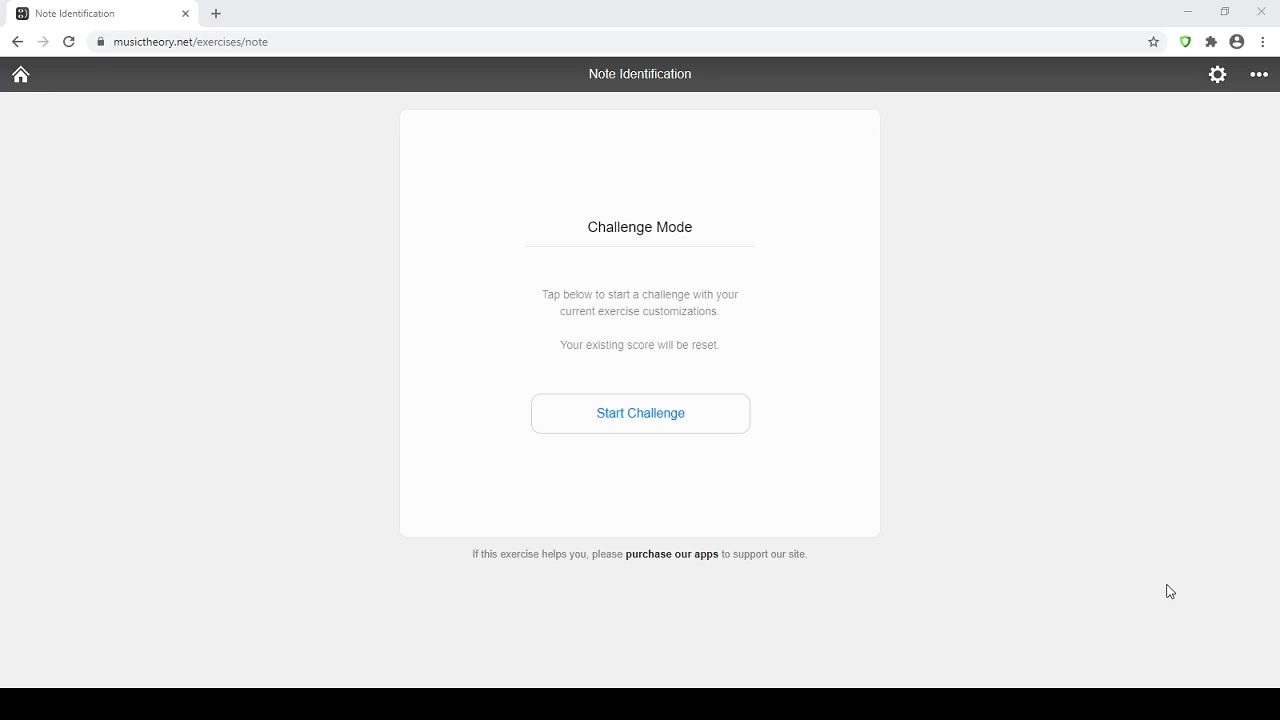 Note Identification
musictheory.net/exercises/note
Note Identification
Challenge Mode
Tap below to start a challenge with your
current exercise customizations.
Your existing score will be reset.
Start Challenge
If this exercise helps you, please purchase our apps to support our site.